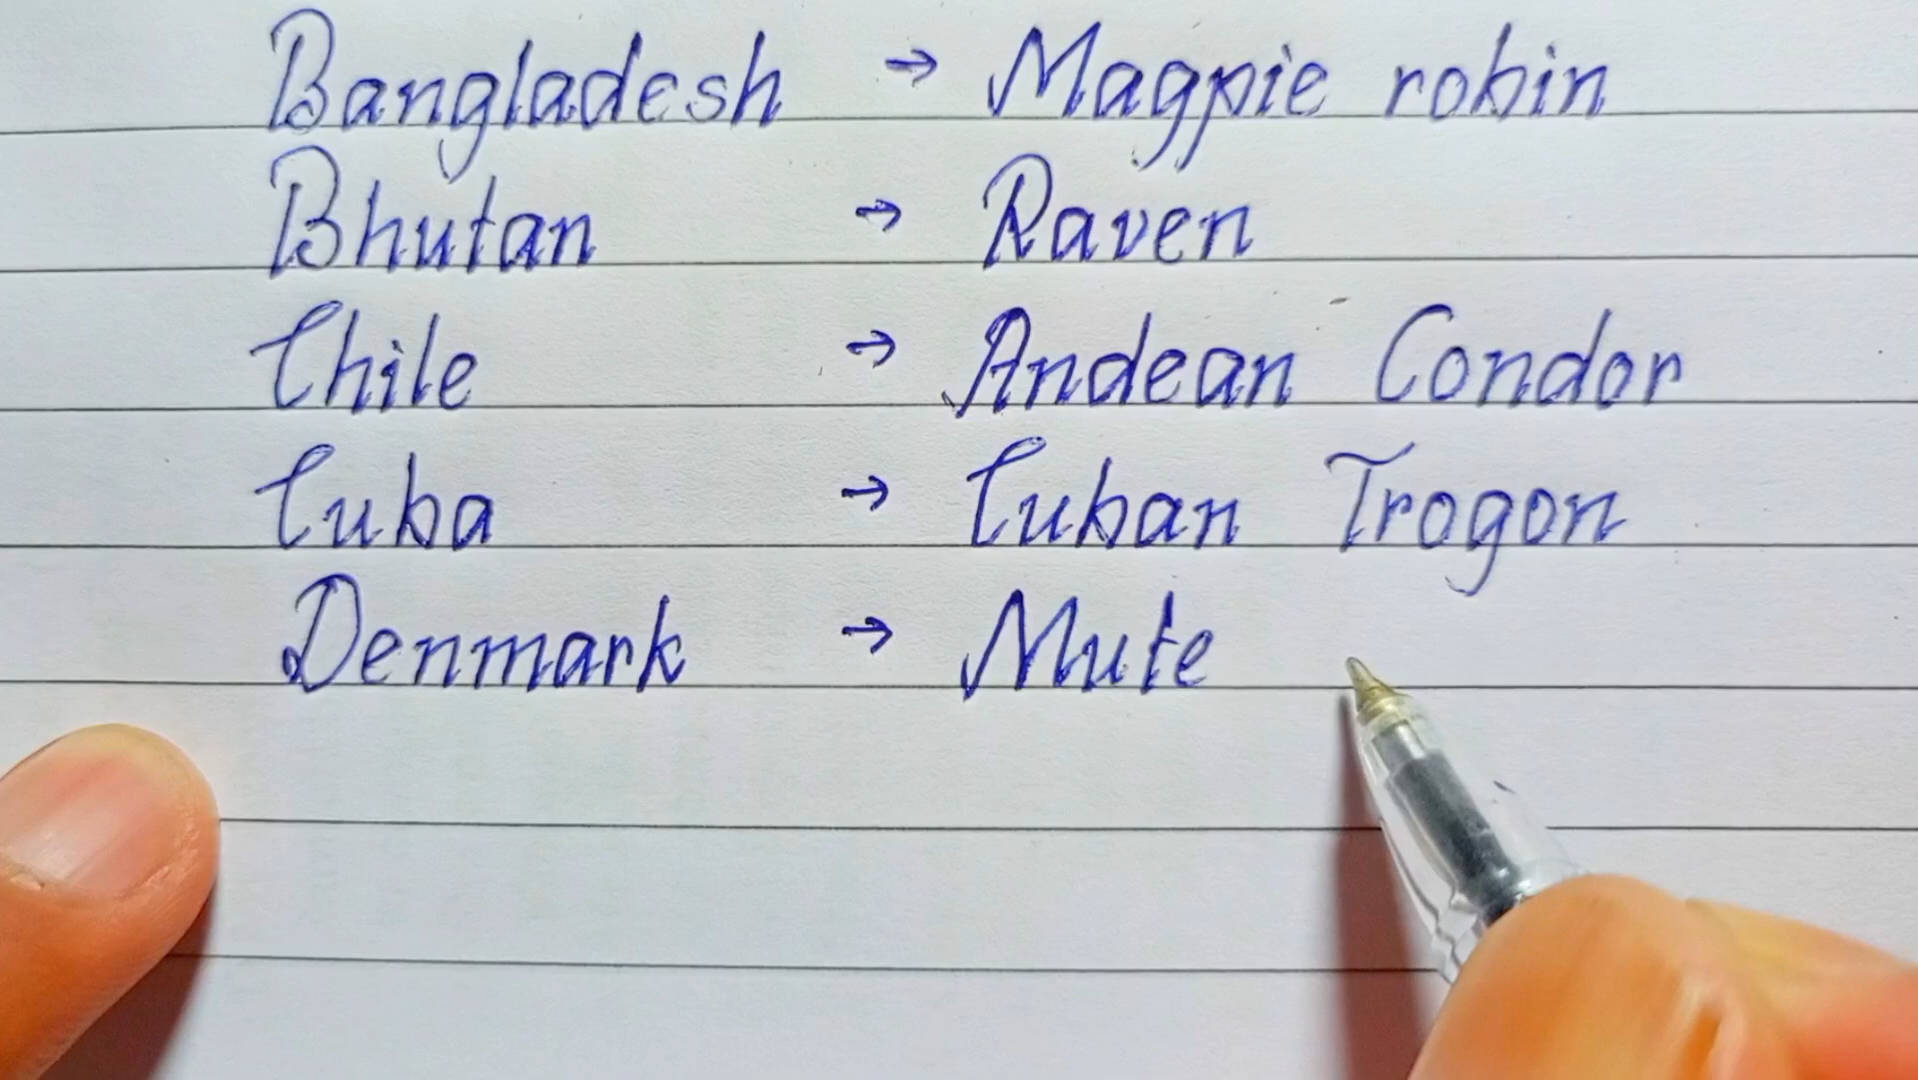 Bangladesh → Magpie robin
Bhutan → Raven
Chile → Andean Condor
Cuba → Cuban Trogon
Denmark → Mute